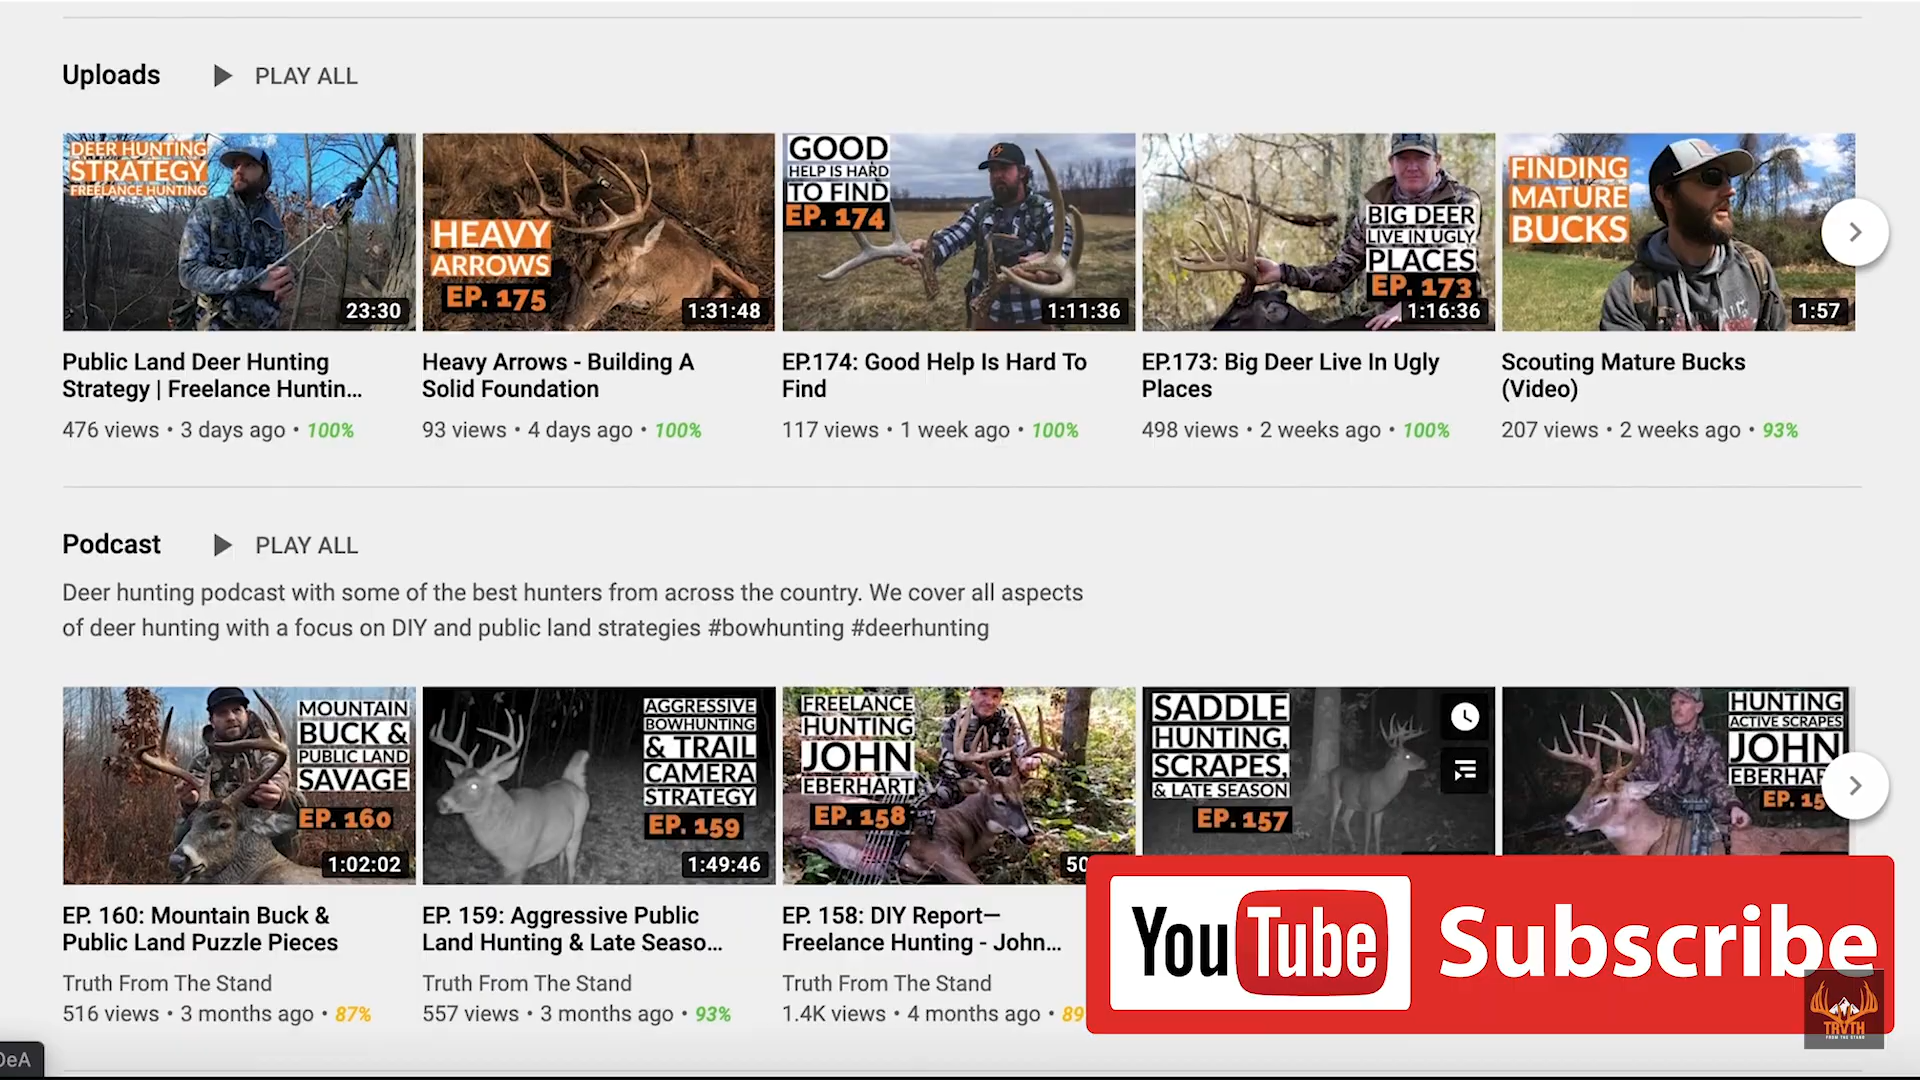 Uploads
PLAY ALL
DEER HUNTING
STRATEGY
FREELANCE HUNTING
23:30
HEAVY
ARROWS
EP. 175
1:31:48
GOOD
HELP IS HARD
TO FIND
EP. 174
1:11:36
BIG DEER
LIVE IN UGLY
PLACES
EP. 173
1:16:36
FINDING
MATURE
BUCKS
1:57
Public Land Deer Hunting
Strategy | Freelance Huntin...
476 views • 3 days ago • 100%
Heavy Arrows - Building A
Solid Foundation
93 views • 4 days ago • 100%
EP.174: Good Help Is Hard To
Find
117 views • 1 week ago • 100%
EP.173: Big Deer Live In Ugly
Places
498 views • 2 weeks ago • 100%
Scouting Mature Bucks
(Video)
207 views • 2 weeks ago • 93%
Podcast
PLAY ALL
Deer hunting podcast with some of the best hunters from across the country. We cover all aspects
of deer hunting with a focus on DIY and public land strategies #bowhunting #deerhunting
MOUNTAIN
BUCK &
PUBLIC LAND
SAVAGE
EP. 160
1:02:02
AGGRESSIVE
BOWHUNTING
& TRAIL
CAMERA
STRATEGY
EP. 159
1:49:46
FREELANCE
HUNTING
JOHN
EBERHART
EP. 158
50
SADDLE
HUNTING,
SCRAPES,
& LATE SEASON
EP. 157
HUNTING
ACTIVE SCRAPES
JOHN
EBERHAR
EP. 15
EP. 160: Mountain Buck &
Public Land Puzzle Pieces
Truth From The Stand
516 views • 3 months ago • 87%
EP. 159: Aggressive Public
Land Hunting & Late Seaso...
Truth From The Stand
557 views • 3 months ago • 93%
EP. 158: DIY Report—
Freelance Hunting - John...
Truth From The Stand
1.4K views • 4 months ago • 89
YouTube Subscribe
TRVTH
FROM THE STAND
DeA